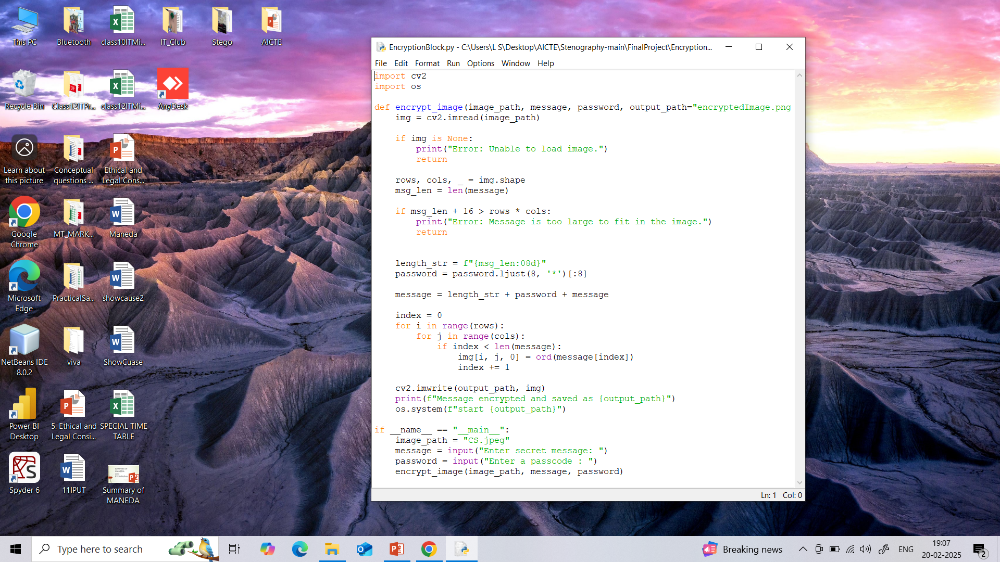 This PC
Bluetooth
class10ITMi...
IT_Club
Stego
AICTE
Recycle Bin
Class12ITPr...
class12ITMi...
AnyDesk
Learn about
this picture
Conceptual
questions ...
Ethical and
Legal Cons...
Google
Chrome
MT_MARK...
Maneda
Microsoft
Edge
PracticalSa...
showcause2
NetBeans IDE
8.0.2
viva
ShowCuase
Power BI
Desktop
5. Ethical and
Legal Consi...
SPECIAL TIME
TABLE
Spyder 6
11IPUT
Summary of
MANEDA
EncryptionBlock.py - C:\Users\L S\Desktop\AICTE\Stenography-main\FinalProject\Encryption...
File Edit Format Run Options Window Help
import cv2
import os
def encrypt_image(image_path, message, password, output_path="encryptedImage.png
    img = cv2.imread(image_path)
    if img is None:
        print("Error: Unable to load image.")
        return
    rows, cols, _ = img.shape
    msg_len = len(message)
    if msg_len + 16 > rows * cols:
        print("Error: Message is too large to fit in the image.")
        return
    length_str = f"{msg_len:08d}"
    password = password.ljust(8, '*')[:8]
    message = length_str + password + message
    index = 0
    for i in range(rows):
        for j in range(cols):
            if index < len(message):
                img[i, j, 0] = ord(message[index])
                index += 1
    cv2.imwrite(output_path, img)
    print(f"Message encrypted and saved as {output_path}")
    os.system(f"start {output_path}")
if __name__ == "__main__":
    image_path = "CS.jpeg"
    message = input("Enter secret message: ")
    password = input("Enter a passcode : ")
    encrypt_image(image_path, message, password)
Ln: 1 Col: 0
Type here to search
Breaking news
ENG
19:07
20-02-2025
2